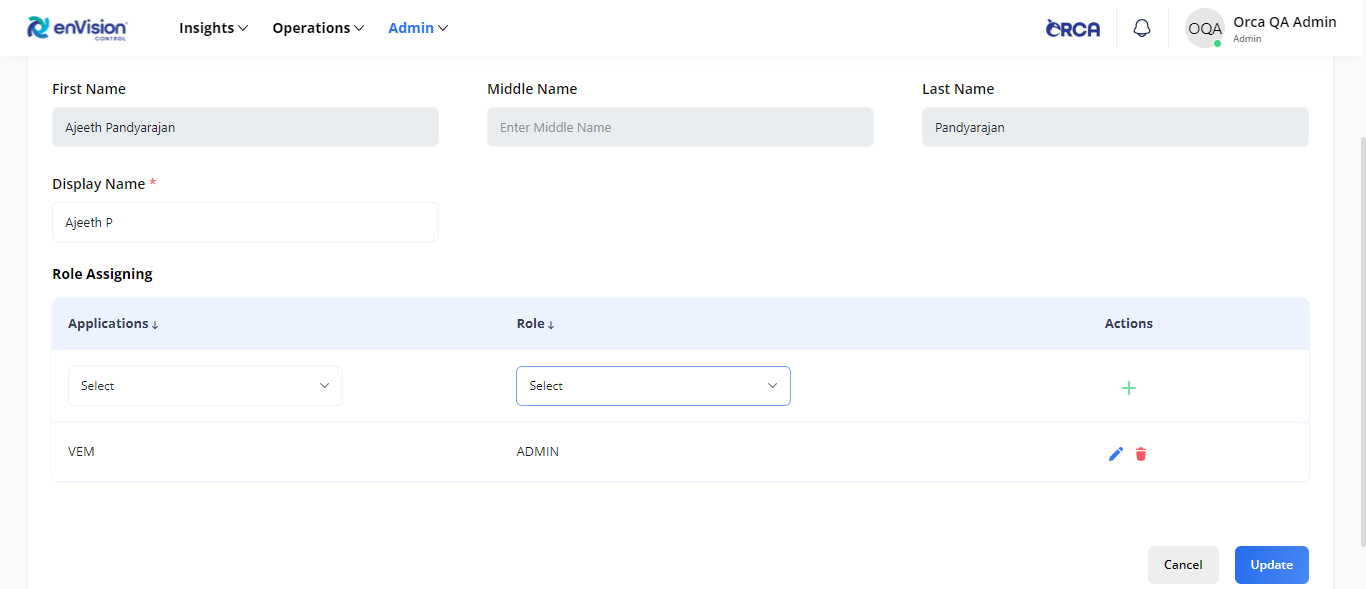 enVision
CONTROL
Insights
Operations
Admin
ORCA
OQA
Orca QA Admin
Admin
First Name
Middle Name
Last Name
Ajeeth Pandyarajan
Enter Middle Name
Pandyarajan
Display Name *
Ajeeth P
Role Assigning
Applications ↓
Role ↓
Actions
Select
Select
VEM
ADMIN
Cancel
Update